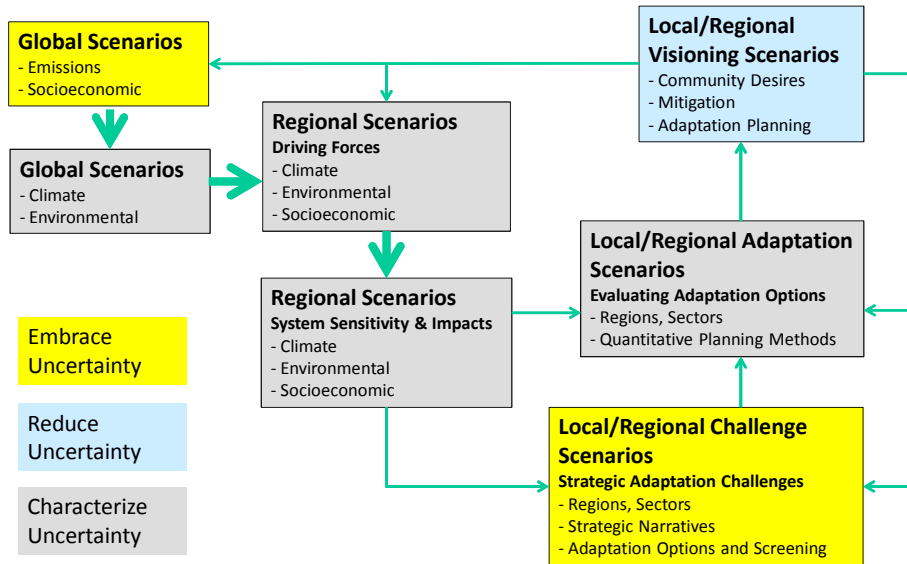 Global Scenarios
- Emissions
- Socioeconomic
Global Scenarios
- Climate
- Environmental
Regional Scenarios
Driving Forces
- Climate
- Environmental
- Socioeconomic
Regional Scenarios
System Sensitivity & Impacts
- Climate
- Environmental
- Socioeconomic
Local/Regional
Visioning Scenarios
- Community Desires
- Mitigation
- Adaptation Planning
Local/Regional Adaptation
Scenarios
Evaluating Adaptation Options
- Regions, Sectors
- Quantitative Planning Methods
Local/Regional Challenge
Scenarios
Strategic Adaptation Challenges
- Regions, Sectors
- Strategic Narratives
- Adaptation Options and Screening
Embrace
Uncertainty
Reduce
Uncertainty
Characterize
Uncertainty